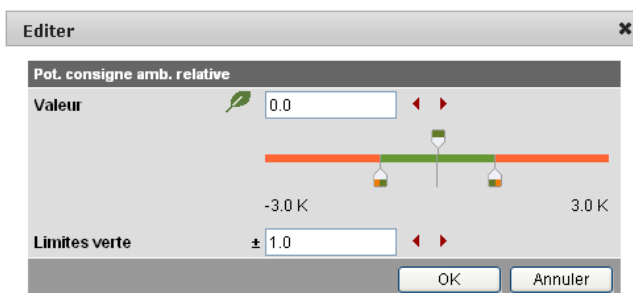 Editer
Pot. consigne amb. relative
Valeur 0.0
-3.0 K 3.0 K
Limites verte ± 1.0
OK Annuler